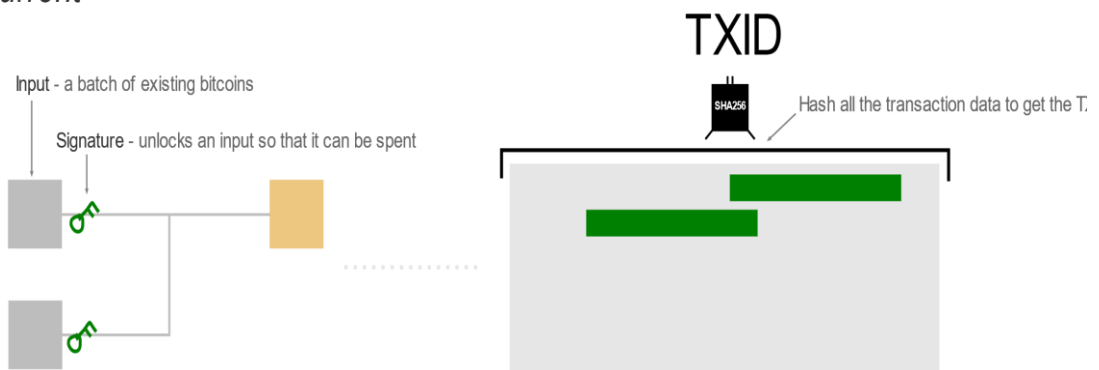 TXID
Input - a batch of existing bitcoins
SHA256
Hash all the transaction data to get the
Signature - unlocks an input so that it can be spent